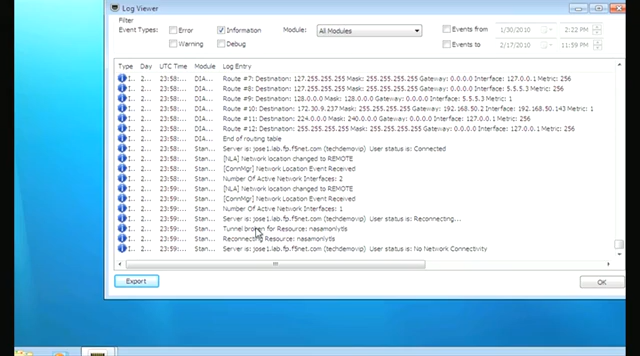 Log Viewer
Filter
Event Types: Error Information Module: All Modules Events from 1/30/2010 2:22 PM
Warning Debug Events to 2/17/2010 11:59 PM
Type Day UTC Time Module Log Entry
I... 2... 23:58:... DIA... Route #7: Destination: 127.255.255.255 Mask: 255.255.255.255 Gateway: 0.0.0.0 Interface: 127.0.0.1 Metric: 256
I... 2... 23:58:... DIA... Route #8: Destination: 5.255.255.255 Mask: 255.255.255.255 Gateway: 0.0.0.0 Interface: 5.5.5.3 Metric: 256
I... 2... 23:58:... DIA... Route #9: Destination: 128.0.0.0 Mask: 128.0.0.0 Gateway: 0.0.0.0 Interface: 5.5.5.3 Metric: 1
I... 2... 23:58:... DIA... Route #10: Destination: 172.30.9.237 Mask: 255.255.255.255 Gateway: 192.168.50.2 Interface: 192.168.50.143 Metric: 1
I... 2... 23:58:... DIA... Route #11: Destination: 224.0.0.0 Mask: 240.0.0.0 Gateway: 0.0.0.0 Interface: 127.0.0.1 Metric: 256
I... 2... 23:58:... DIA... Route #12: Destination: 255.255.255.255 Mask: 255.255.255.255 Gateway: 0.0.0.0 Interface: 127.0.0.1 Metric: 256
I... 2... 23:58:... DIA... End of routing table
I... 2... 23:58:... Stan... Server is: jose1.lab.fp.f5net.com (techdemovip) User status is: Connected
I... 2... 23:58:... Stan... [NLA] Network location changed to REMOTE
I... 2... 23:58:... Stan... [ConnMgr] Network Location Event Received
I... 2... 23:58:... Stan... Number Of Active Network Interfaces: 2
I... 2... 23:59:... Stan... [NLA] Network location changed to REMOTE
I... 2... 23:59:... Stan... [ConnMgr] Network Location Event Received
I... 2... 23:59:... Stan... Number Of Active Network Interfaces: 1
I... 2... 23:59:... Stan... Server is: jose1.lab.fp.f5net.com (techdemovip) User status is: Reconnecting...
I... 2... 23:59:... Stan... Tunnel broken for Resource: nasamonlytls
I... 2... 23:59:... Stan... Reconnecting Resource: nasamonlytls
I... 2... 23:59:... Stan... Server is: jose1.lab.fp.f5net.com (techdemovip) User status is: No Network Connectivity
Export OK